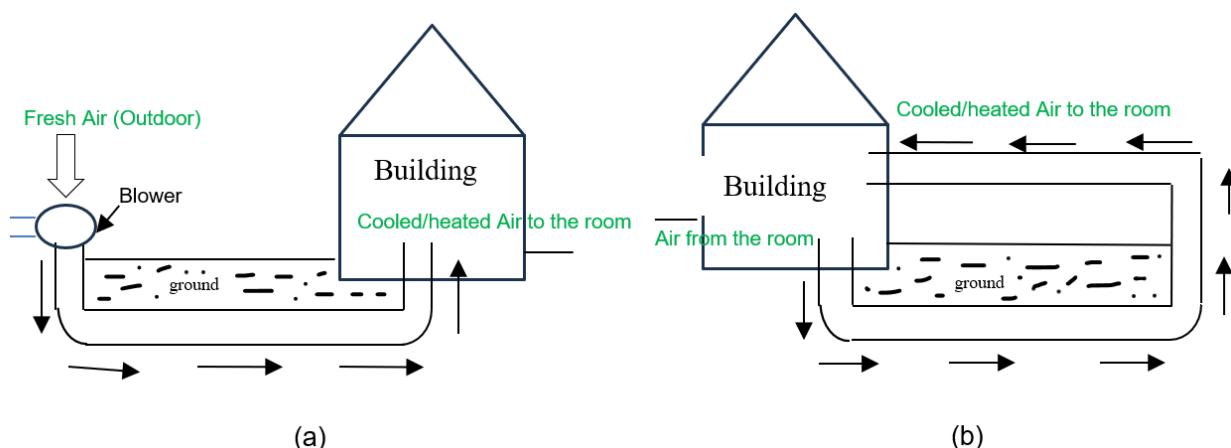 Fresh Air (Outdoor)
Blower
Building
Cooled/heated Air to the room
ground
(a)
Cooled/heated Air to the room
Building
Air from the room
ground
(b)